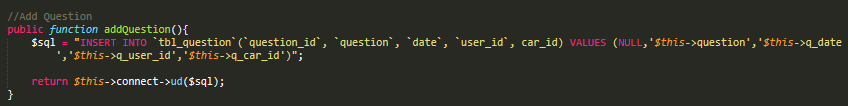 //Add Question
public function addQuestion(){
$sql = "INSERT INTO `tbl_question`(`question_id`, `question`, `date`, `user_id`, car_id) VALUES (NULL,'$this->question','$this->q_date
','$this->q_user_id','$this->q_car_id')";
return $this->connect->ud($sql);
}